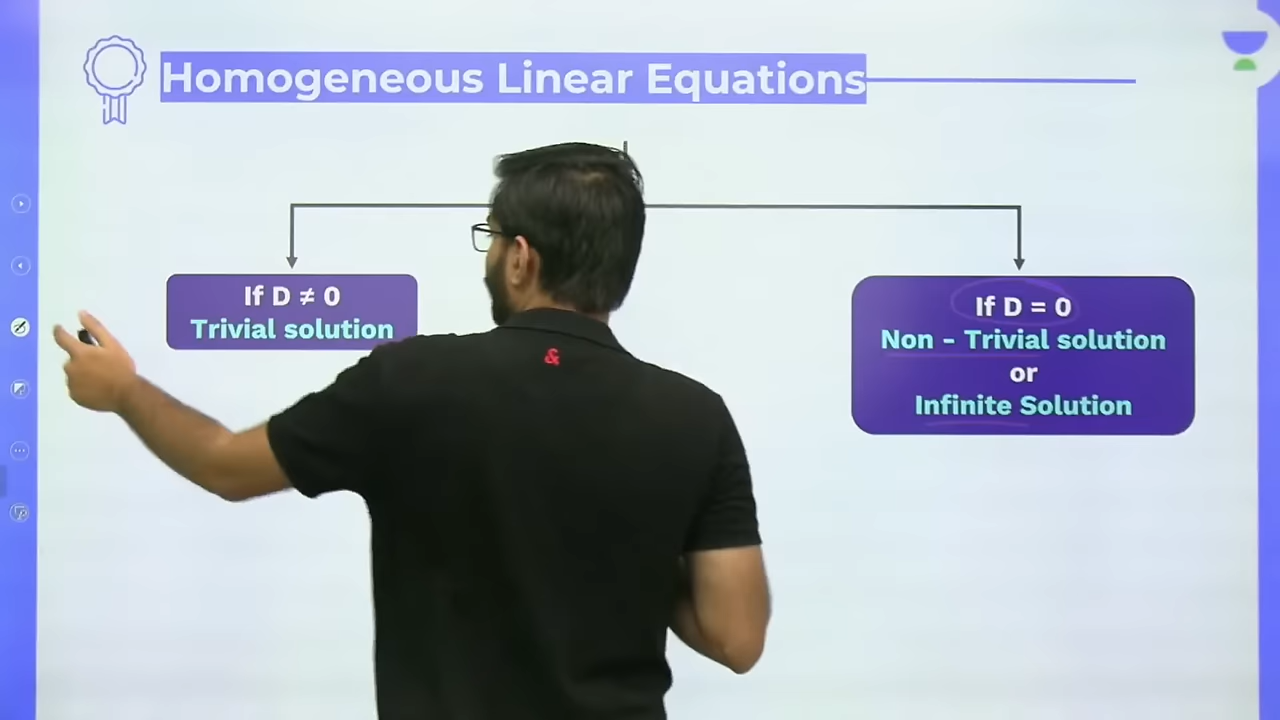 Homogeneous Linear Equations
If D ≠ 0
Trivial solution
If D = 0
Non - Trivial solution
or
Infinite Solution
&